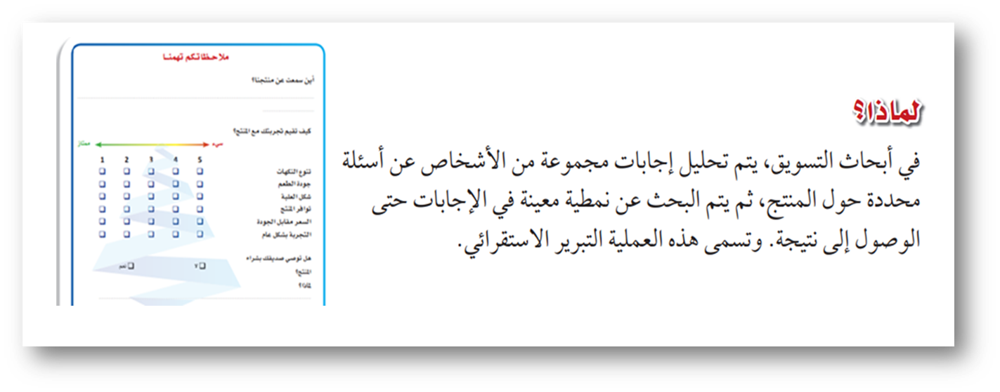 لماذا؟
في أبحاث التسويق، يتم تحليل إجابات مجموعة من الأشخاص عن أسئلة
محددة حول المنتج، ثم يتم البحث عن نمطية معينة في الإجابات حتى
الوصول إلى نتيجة. وتسمى هذه العملية التبرير الاستقرائي.
ملاحظاتكم تهمنا
أين سمعت عن منتجنا؟
كيف تقيم تجربتك مع المنتج؟
سيء ممتاز
5 4 3 2 1
تنوع النكهات
جودة الطعم
شكل العلبة
توافر المنتج
السعر مقابل الجودة
التجربة بشكل عام
هل توصي صديقك بشراء
المنتج؟
لا نعم
لماذا؟